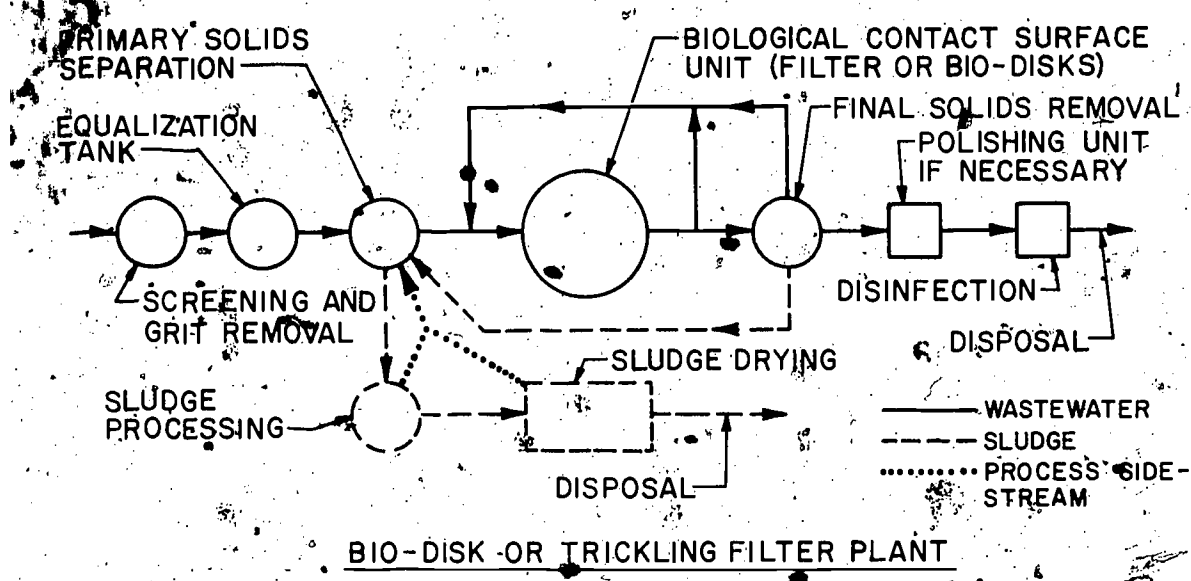 PRIMARY SOLIDS
SEPARATION
BIOLOGICAL CONTACT SURFACE
UNIT (FILTER OR BIO-DISKS)
FINAL SOLIDS REMOVAL
EQUALIZATION
TANK
POLISHING UNIT
IF NECESSARY
SCREENING AND
GRIT REMOVAL
DISINFECTION
DISPOSAL
SLUDGE DRYING
SLUDGE
PROCESSING
DISPOSAL
WASTEWATER
SLUDGE
PROCESS SIDE-
STREAM
BIO-DISK OR TRICKLING FILTER PLANT